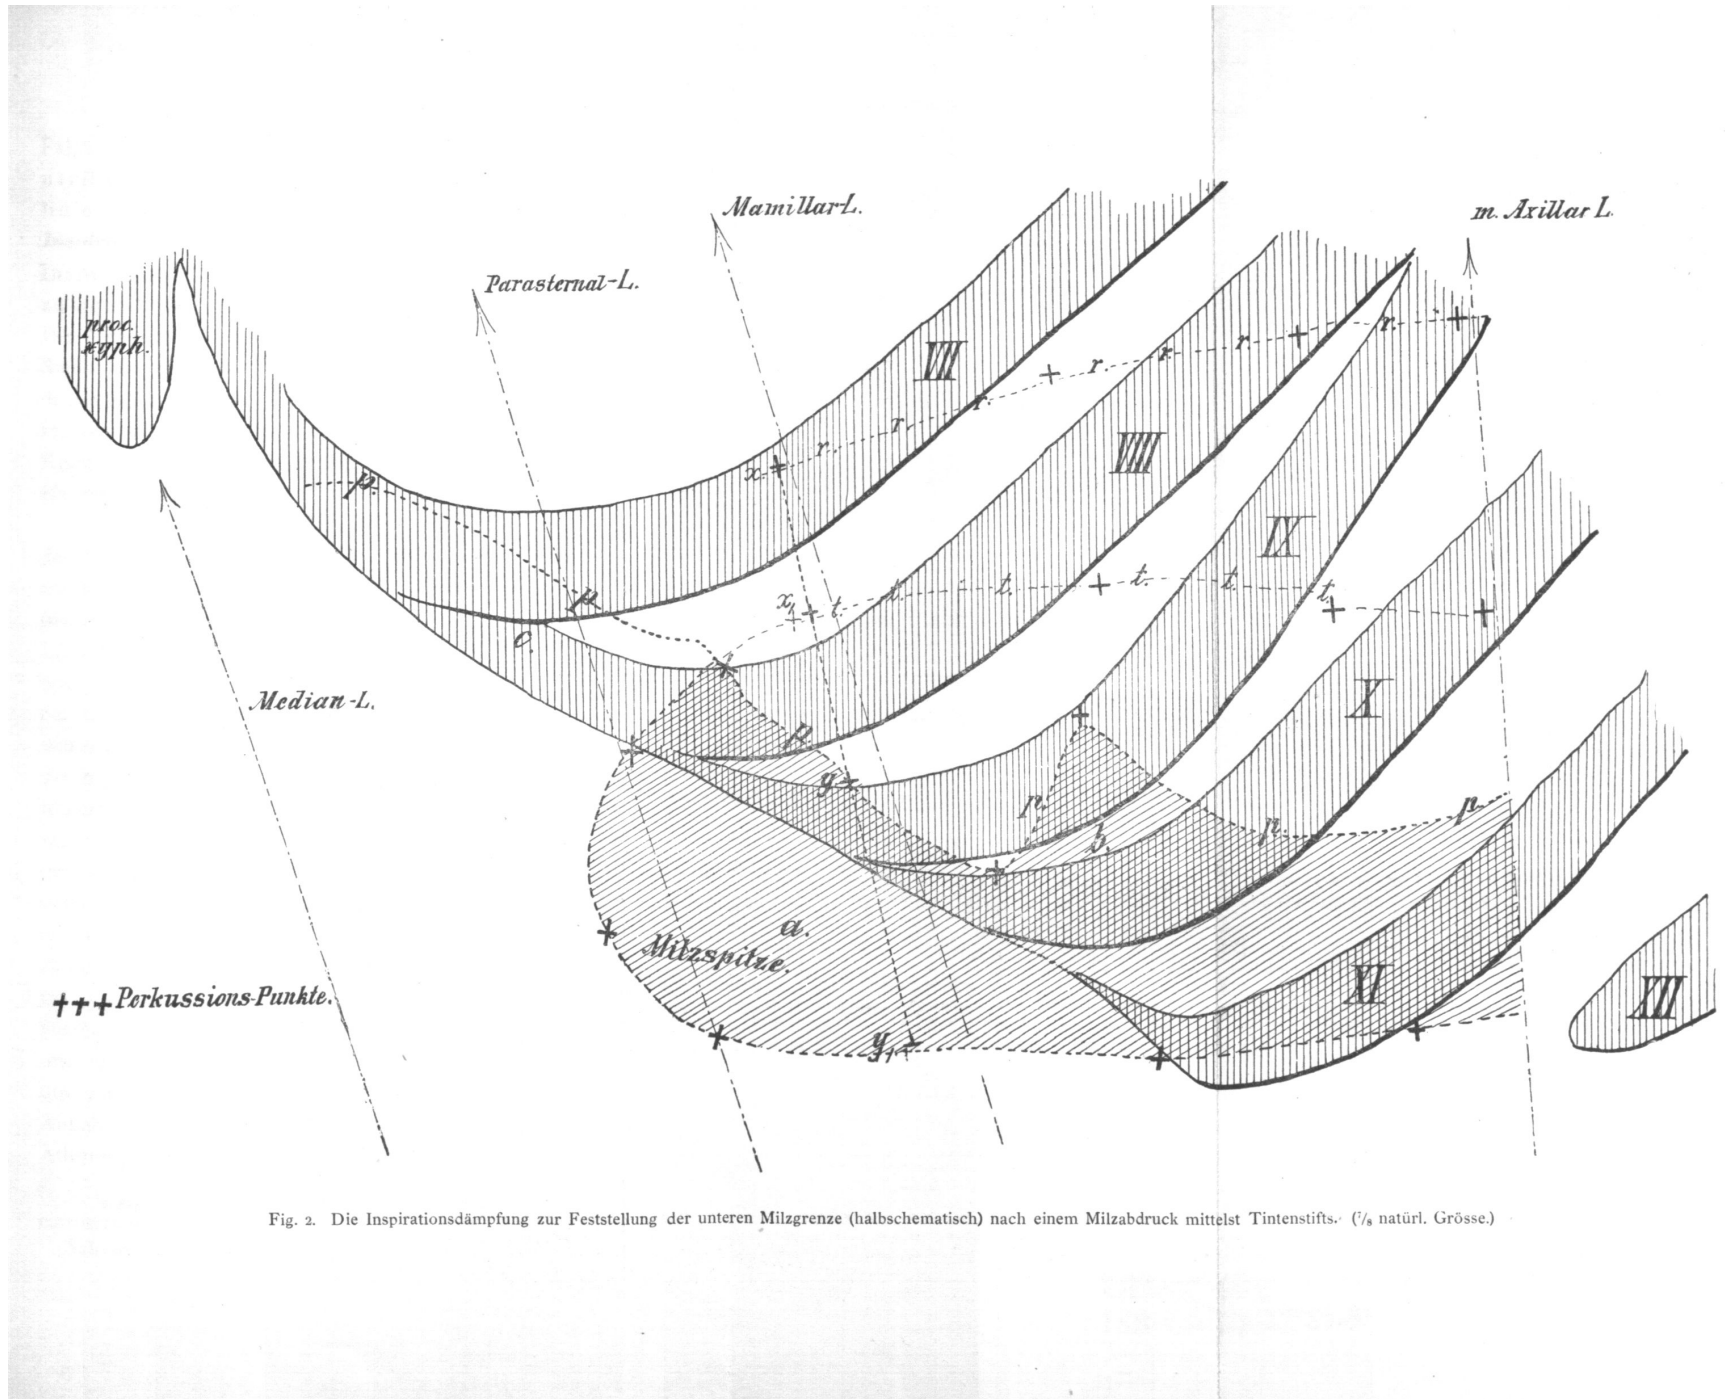 Mamillar-L.
m. Axillar L.
Parasternal-L.
proc.
xyph.
VII
r.
r.
r.
r.
r.
r.
r.
x.
VIII
p.
IX
x,
t.
t.
t.
t.
t.
t.
p.
c.
Median-L.
X
p.
y.
p.
b.
p.
p.
a.
Milzspitze.
XI
XII
+++ Perkussions-Punkte.
y,
Fig. 2. Die Inspirationsdämpfung zur Feststellung der unteren Milzgrenze (halbschematisch) nach einem Milzabdruck mittelst Tintenstifts. (⁷/₈ natürl. Grösse.)